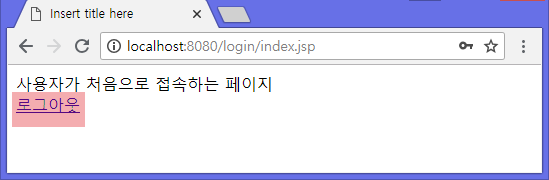 Insert title here
localhost:8080/login/index.jsp
사용자가 처음으로 접속하는 페이지
로그아웃